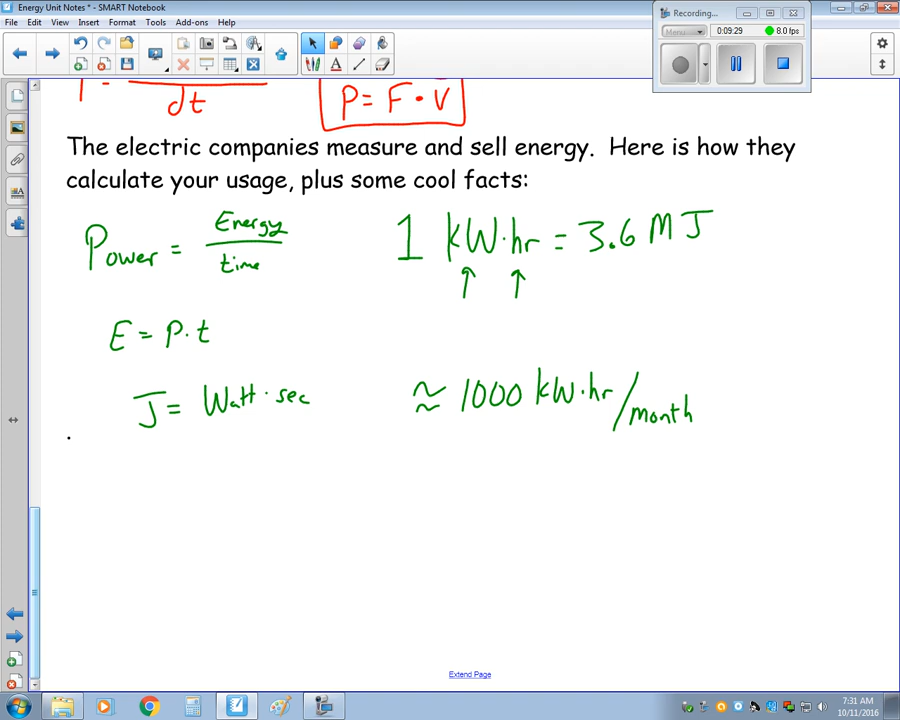 Energy Unit Notes * - SMART Notebook
File Edit View Insert Format Tools Add-ons Help
Recording...
Menu
0:09:29
8.0 fps
dt
P = F • V
The electric companies measure and sell energy. Here is how they
calculate your usage, plus some cool facts:
Power = Energy
time
1 kW·hr = 3.6 MJ
E = P·t
J = Watt·sec
≈ 1000 kW·hr/month
Extend Page
7:31 AM
10/11/2016